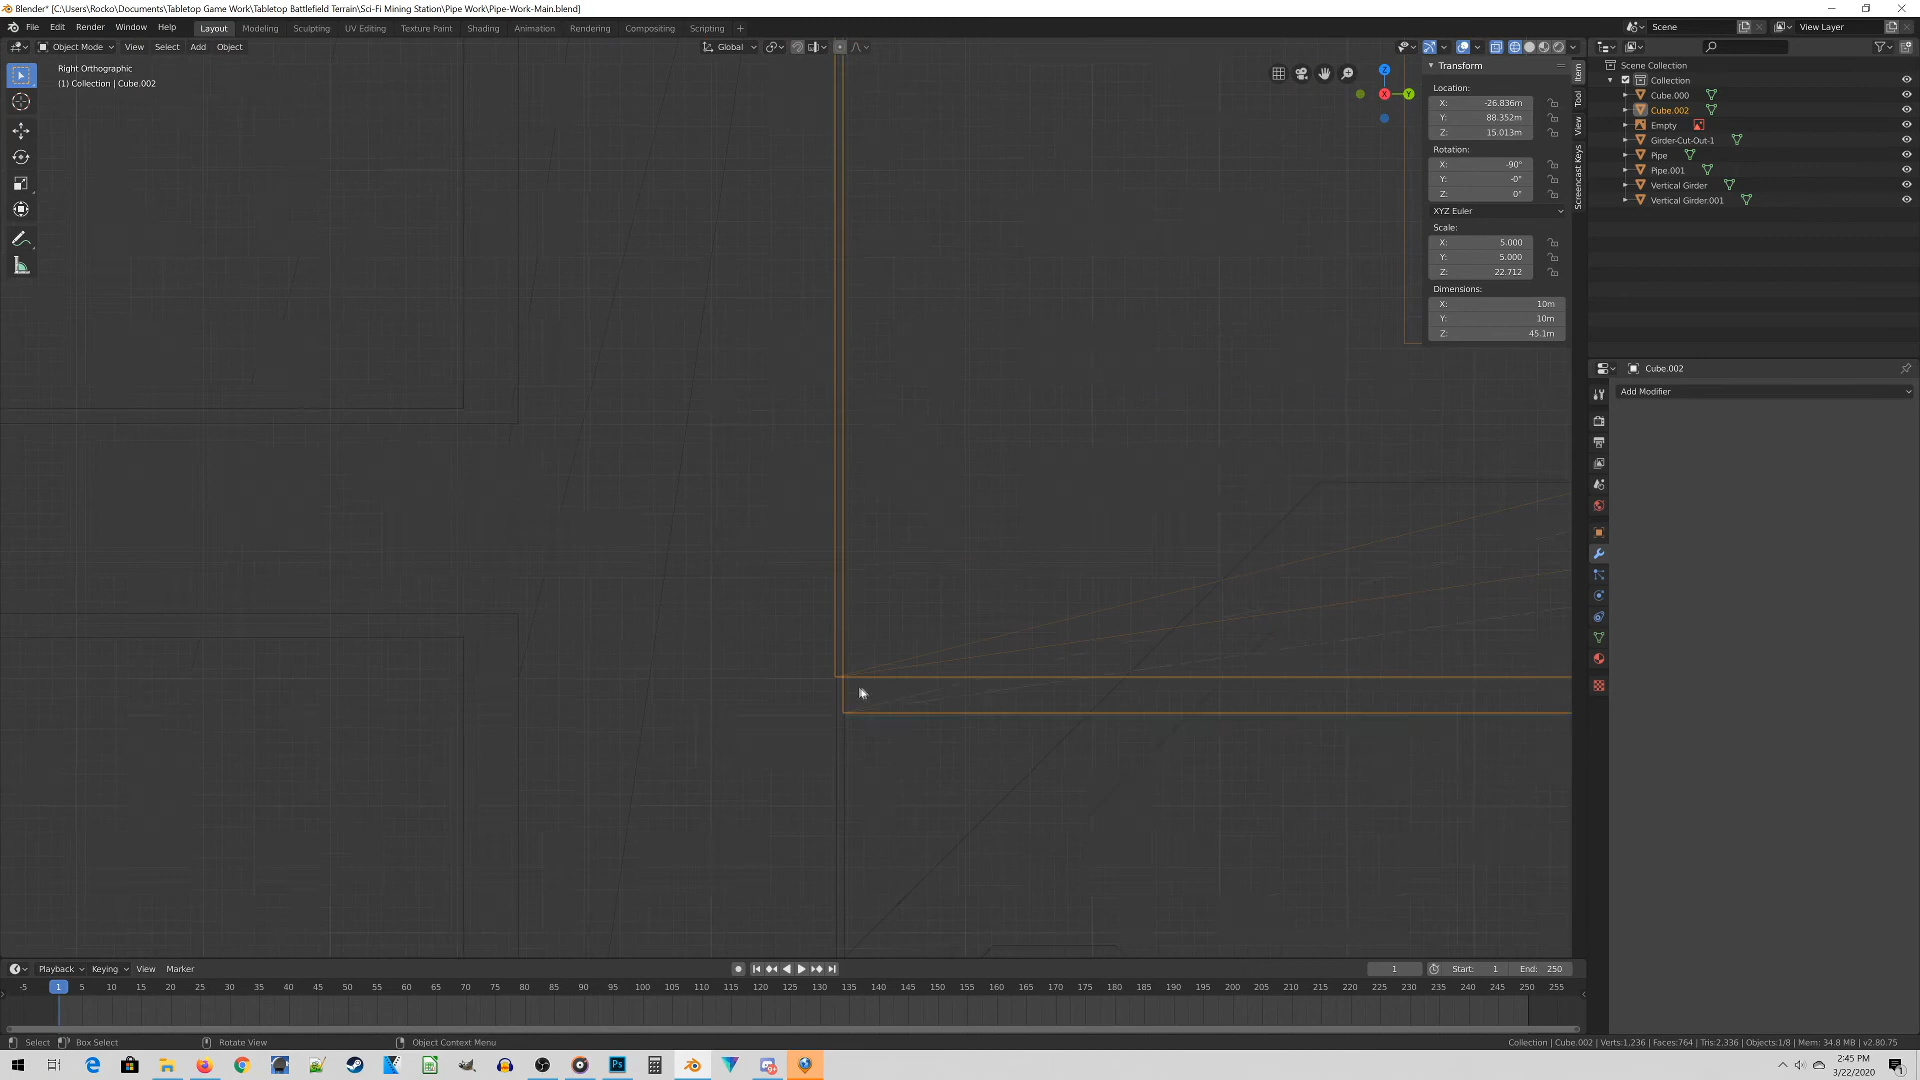 Blender* [C:\Users\Rocko\Documents\Tabletop Game Work\Tabletop Battlefield Terrain\Sci-Fi Mining Station\Pipe Work\Pipe-Work-Main.blend]
File Edit Render Window Help Layout Modeling Sculpting UV Editing Texture Paint Shading Animation Rendering Compositing Scripting + Scene View Layer
Object Mode View Select Add Object Global
Right Orthographic
(1) Collection | Cube.002
Z
X
Y
Transform
Location:
X: -26.836m
Y: 88.352m
Z: 15.013m
Rotation:
X: -90°
Y: -0°
Z: 0°
XYZ Euler
Scale:
X: 5.000
Y: 5.000
Z: 22.712
Dimensions:
X: 10m
Y: 10m
Z: 45.1m
Item
Tool
View
Screencast Keys
Scene Collection
Collection
Cube.000
Cube.002
Empty
Girder-Cut-Out-1
Pipe
Pipe.001
Vertical Girder
Vertical Girder.001
Cube.002
Add Modifier
Playback Keying View Marker 1 Start: 1 End: 250
-5 1 5 10 15 20 25 30 35 40 45 50 55 60 65 70 75 80 85 90 95 100 105 110 115 120 125 130 135 140 145 150 155 160 165 170 175 180 185 190 195 200 205 210 215 220 225 230 235 240 245 250 255
Select Box Select Rotate View Object Context Menu Collection | Cube.002 | Verts:1,236 | Faces:764 | Tris:2,336 | Objects:1/8 | Mem: 34.8 MB | v2.80.75
2:45 PM
3/22/2020